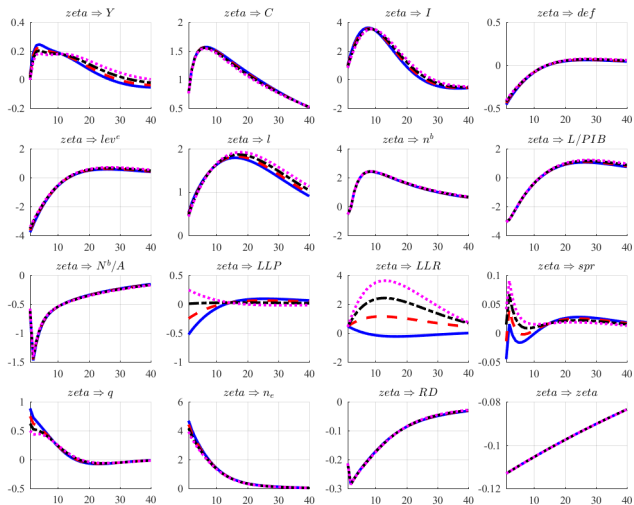 zeta ⇒ Y zeta ⇒ C zeta ⇒ I zeta ⇒ def
0.4 2 4 0.5
0.2 1.5 2 0
0 1 0 -0.5
-0.2 0.5 -2 -1
10 20 30 40 10 20 30 40 10 20 30 40 10 20 30 40
zeta ⇒ lev^e zeta ⇒ l zeta ⇒ n^b zeta ⇒ L/PIB
2 2 4 2
0 1 2 0
-2 0 0 -2
-4 2 -4
10 20 30 40 10 20 30 40 10 20 30 40 10 20 30 40
zeta ⇒ N^b/A zeta ⇒ LLP zeta ⇒ LLR zeta ⇒ spr
0 0.5 4 0.1
-0.5 0 2 0.05
-1 -0.5 0 0
-1.5 -1 -2 -0.05
10 20 30 40 10 20 30 40 10 20 30 40 10 20 30 40
zeta ⇒ q zeta ⇒ n_e zeta ⇒ RD zeta ⇒ zeta
1 6 0 -0.08
0.5 4 -0.1
0 2 -0.2 -0.1
-0.5 0 -0.3 -0.12
10 20 30 40 10 20 30 40 10 20 30 40 10 20 30 40